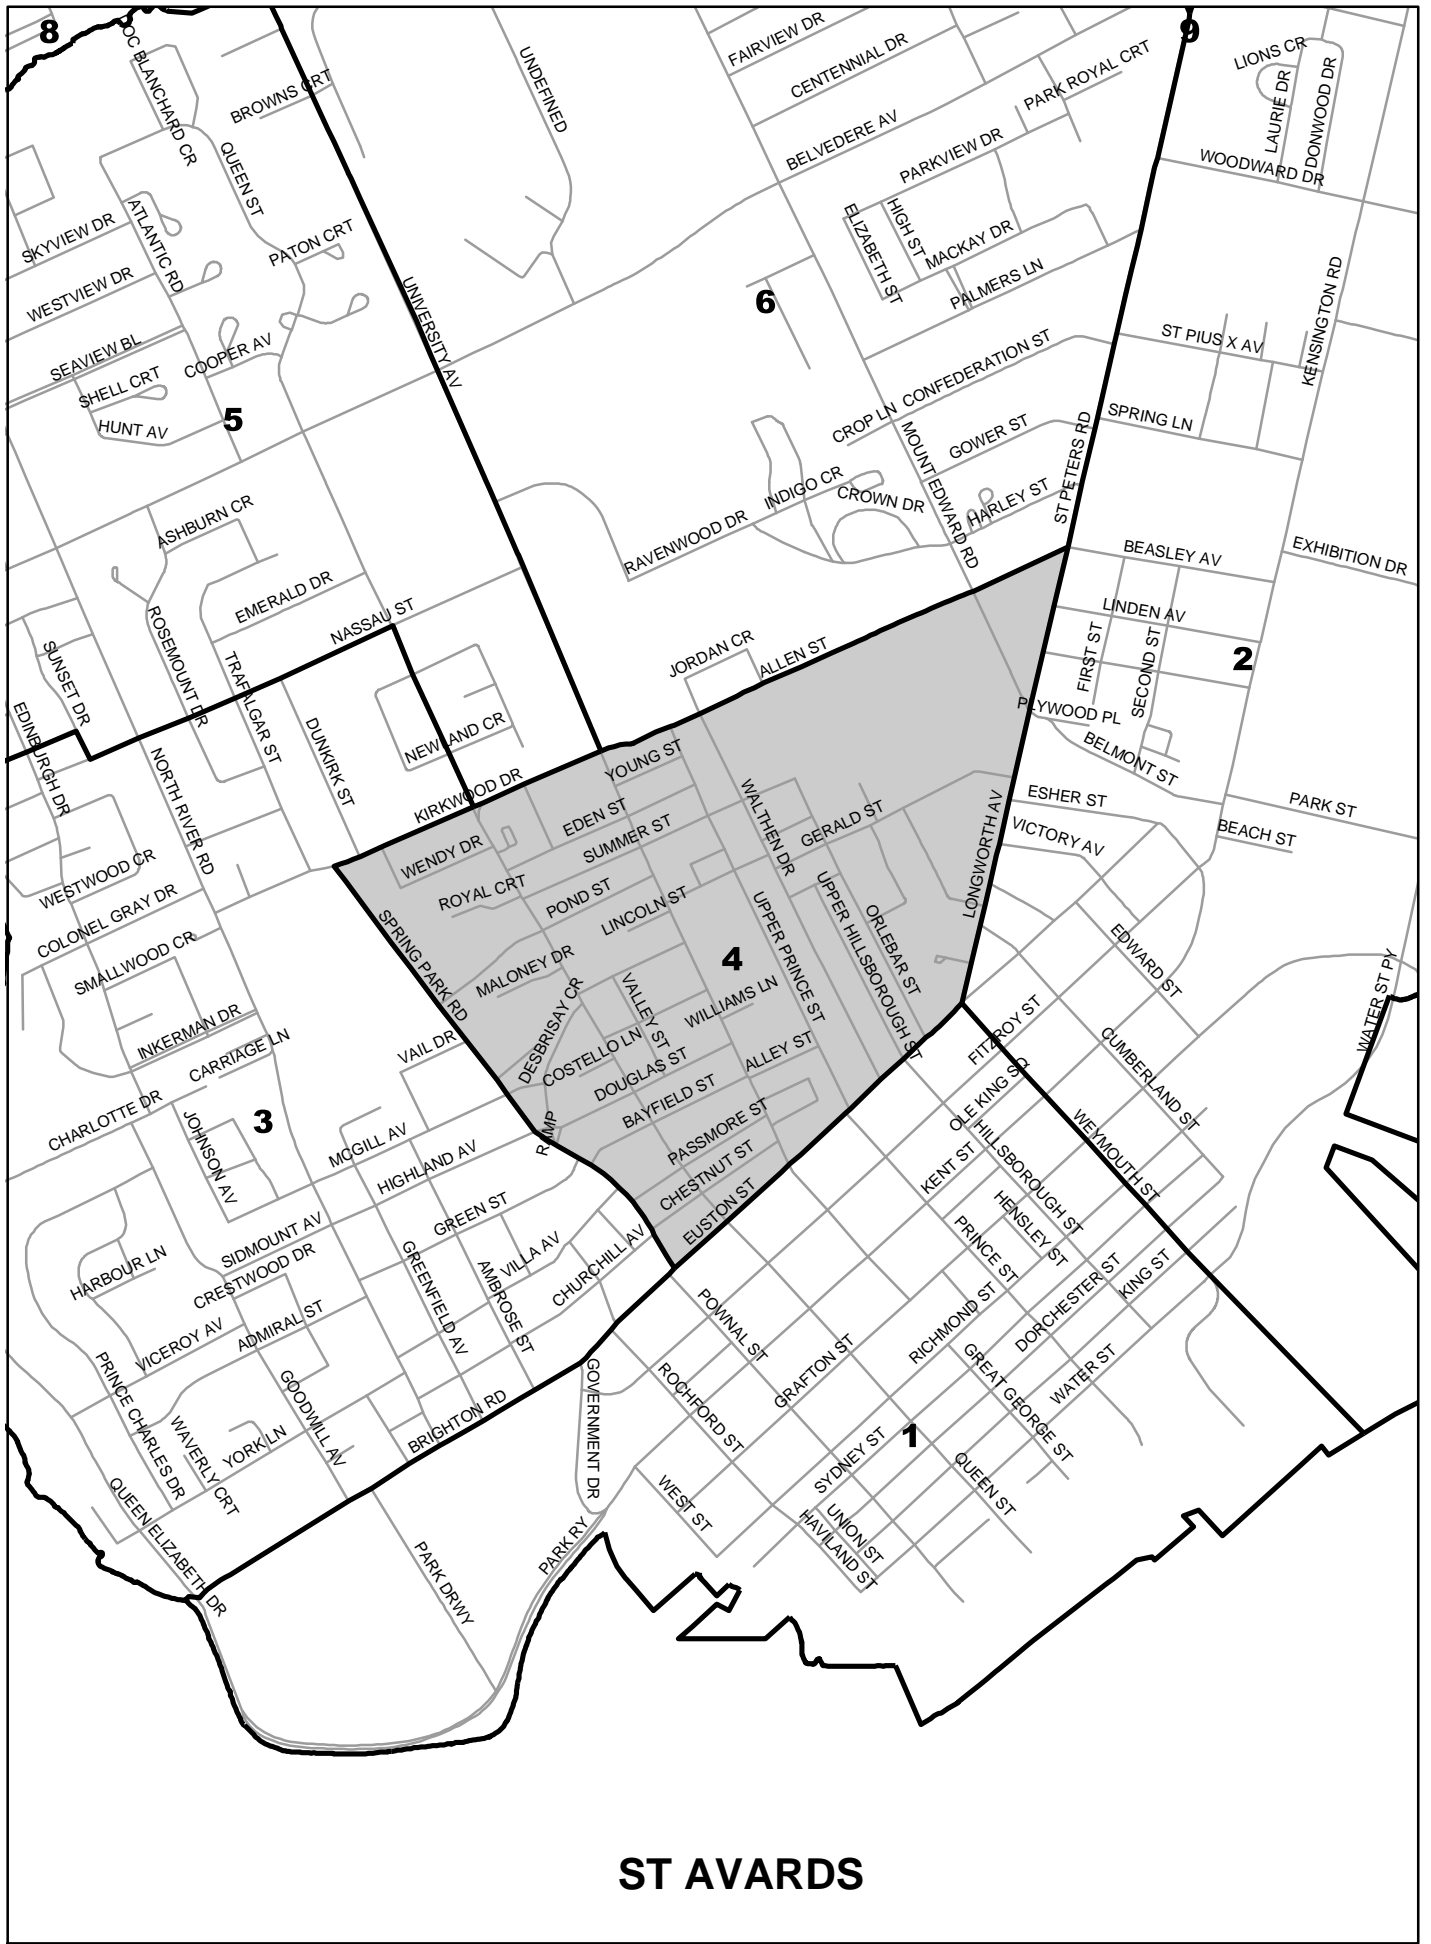 8
9
DOC BLANCHARD CR
BROWNS CRT
UNDEFINED
FAIRVIEW DR
CENTENNIAL DR
PARK ROYAL CRT
LIONS CR
LAURIE DR
DONWOOD DR
BELVEDERE AV
PARKVIEW DR
WOODWARD DR
QUEEN ST
ATLANTIC RD
SKYVIEW DR
PATON CRT
ELIZABETH ST
HIGH ST
MACKAY DR
PALMERS LN
WESTVIEW DR
UNIVERSITY AV
6
KENSINGTON RD
SEAVIEW BL
COOPER AV
SHELL CRT
ST PIUS X AV
CONFEDERATION ST
CROP LN
5
HUNT AV
SPRING LN
GOWER ST
MOUNT EDWARD RD
ST PETERS RD
INDIGO CR
CROWN DR
HARLEY ST
ASHBURN CR
RAVENWOOD DR
BEASLEY AV
EXHIBITION DR
EMERALD DR
NASSAU ST
ROSEMOUNT DR
LINDEN AV
FIRST ST
SECOND ST
2
SUNSET DR
TRAFALGAR ST
JORDAN CR
ALLEN ST
EDINBURGH DR
DUNKIRK ST
NEWLAND CR
PLYWOOD PL
BELMONT ST
NORTH RIVER RD
KIRKWOOD DR
YOUNG ST
WALTHEN DR
EDEN ST
SUMMER ST
GERALD ST
LONGWORTH AV
ESHER ST
PARK ST
VICTORY AV
BEACH ST
WENDY DR
WESTWOOD CR
ROYAL CRT
POND ST
LINCOLN ST
COLONEL GRAY DR
SPRING PARK RD
UPPER PRINCE ST
UPPER HILLSBOROUGH ST
ORLEBAR ST
EDWARD ST
SMALLWOOD CR
MALONEY DR
4
VALLEY ST
WILLIAMS LN
WATER ST PY
INKERMAN DR
CARRIAGE LN
VAIL DR
DESBRISAY CR
COSTELLO LN
DOUGLAS ST
ALLEY ST
FITZROY ST
OLE KING SQ
CUMBERLAND ST
CHARLOTTE DR
3
JOHNSON AV
MCGILL AV
HIGHLAND AV
RAMP
BAYFIELD ST
PASSMORE ST
CHESTNUT ST
EUSTON ST
KENT ST
HILLSBOROUGH ST
WEYMOUTH ST
SIDMOUNT AV
CRESTWOOD DR
GREEN ST
VILLA AV
CHURCHILL AV
HENSLEY ST
PRINCE ST
HARBOUR LN
GREENFIELD AV
AMBROSE ST
VICEROY AV
ADMIRAL ST
POWNAL ST
GRAFTON ST
RICHMOND ST
DORCHESTER ST
KING ST
PRINCE CHARLES DR
GOODWILL AV
GOVERNMENT DR
ROCHFORD ST
GREAT GEORGE ST
WATER ST
WAVERLY CRT
YORK LN
BRIGHTON RD
1
SYDNEY ST
QUEEN ST
QUEEN ELIZABETH DR
WEST ST
UNION ST
HAVILAND ST
PARK DRWY
PARK RY
ST AVARDS